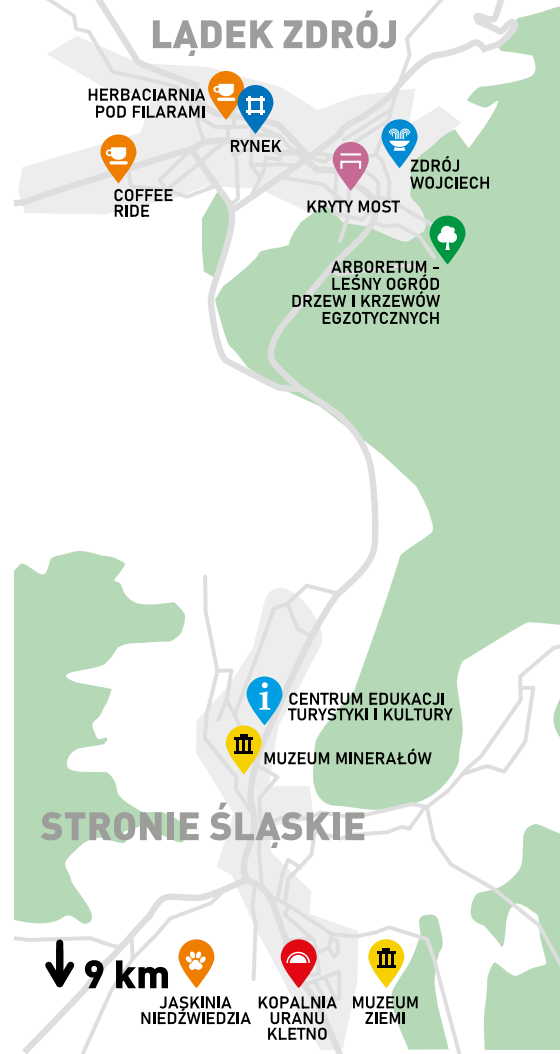 LĄDEK ZDRÓJ
HERBACIARNIA
POD FILARAMI
RYNEK
COFFEE
RIDE
KRYTY MOST
ZDRÓJ
WOJCIECH
ARBORETUM -
LEŚNY OGRÓD
DRZEW I KRZEWÓW
EGZOTYCZNYCH
i
CENTRUM EDUKACJI
TURYSTYKI I KULTURY
MUZEUM MINERAŁÓW
STRONIE ŚLĄSKIE
9 km
JASKINIA
NIEDŹWIEDZIA
KOPALNIA
URANU
KLETNO
MUZEUM
ZIEMI